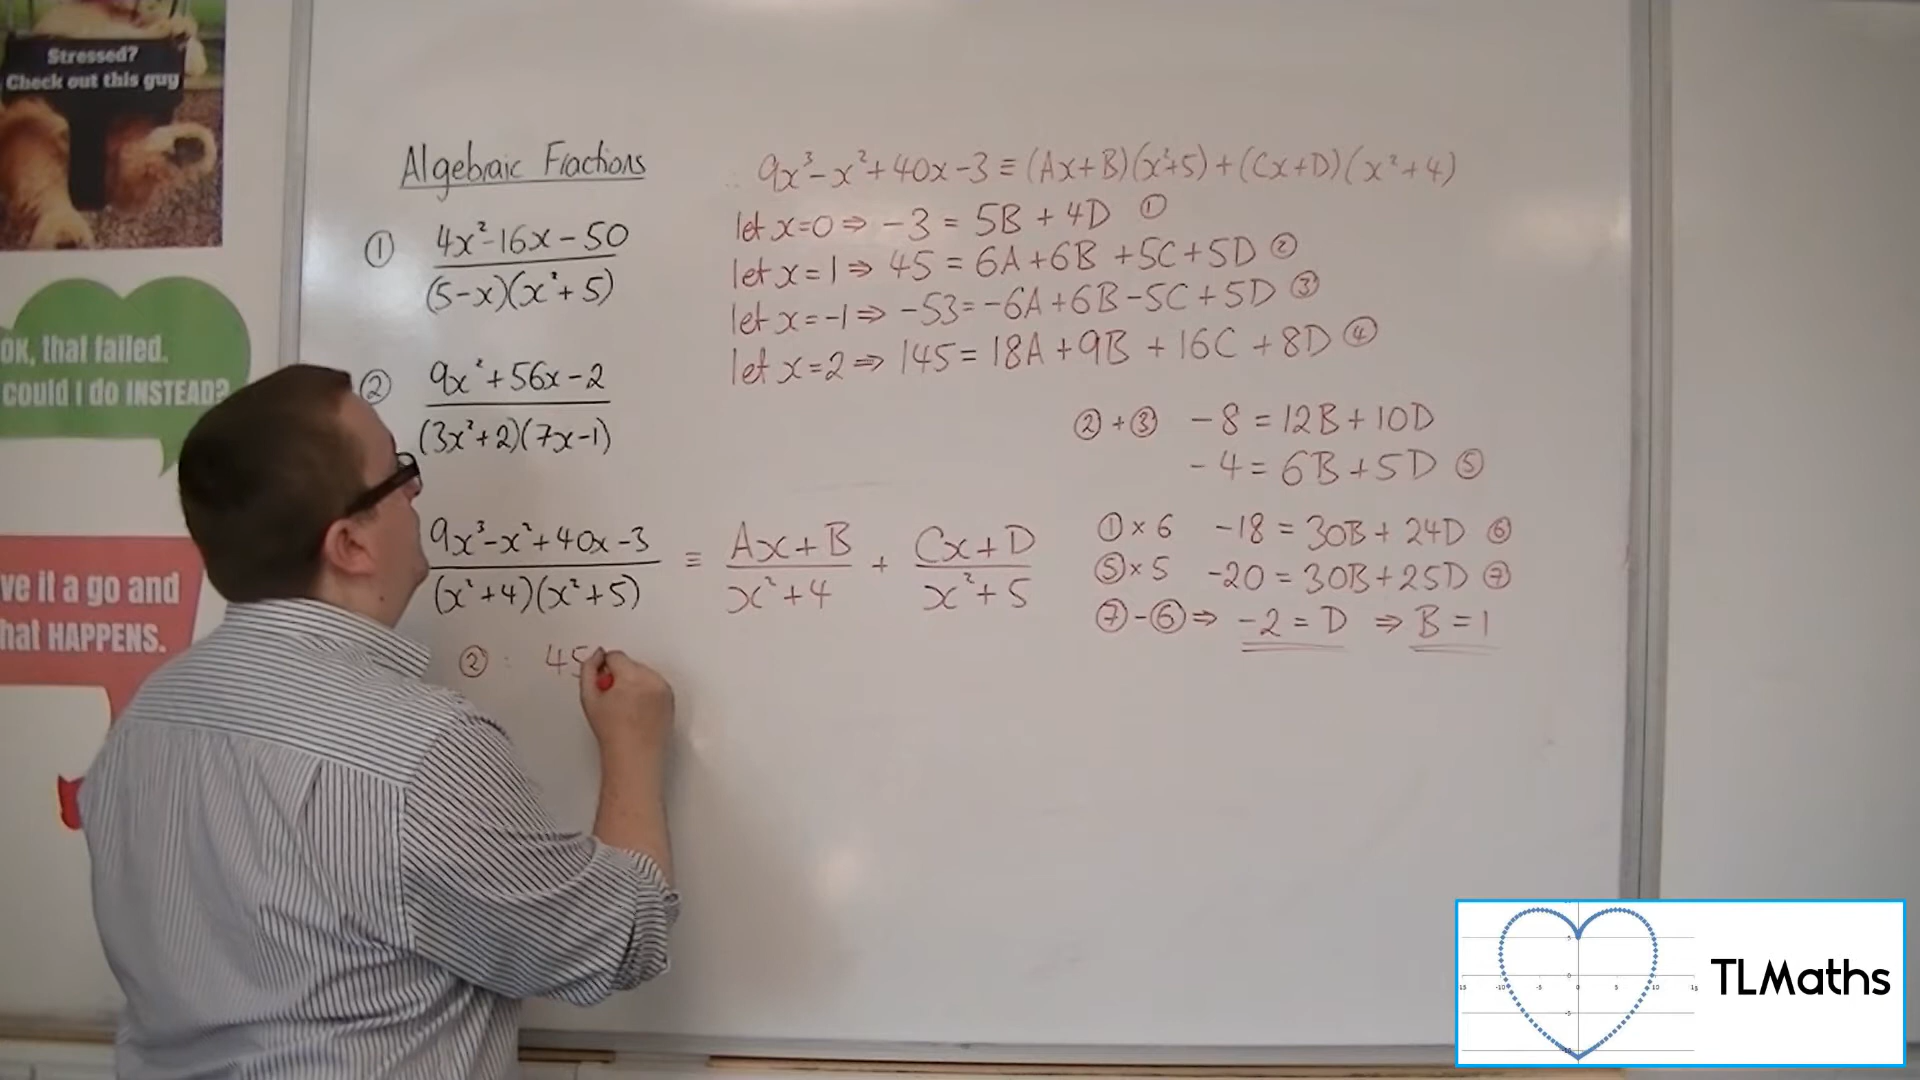 Stressed?
Check out this guy
OK, that failed.
could I do INSTEAD?
ve it a go and
hat HAPPENS.
Algebraic Fractions
① 4x²-16x-50
(5-x)(x²+5)
② 9x²+56x-2
(3x²+2)(7x-1)
9x³-x²+40x-3 ≡ Ax+B + Cx+D
(x²+4)(x²+5) x²+4 x²+5
② : 45
∴ 9x³-x²+40x-3 ≡ (Ax+B)(x²+5)+(Cx+D)(x²+4)
let x=0 ⇒ -3 = 5B + 4D ①
let x=1 ⇒ 45 = 6A+6B+5C+5D ②
let x=-1 ⇒ -53=-6A+6B-5C+5D ③
let x=2 ⇒ 145=18A+9B+16C+8D ④
②+③ -8=12B+10D
-4=6B+5D ⑤
①×6 -18=30B+24D ⑥
⑤×5 -20=30B+25D ⑦
⑦-⑥⇒ -2=D ⇒ B=1
TLMaths